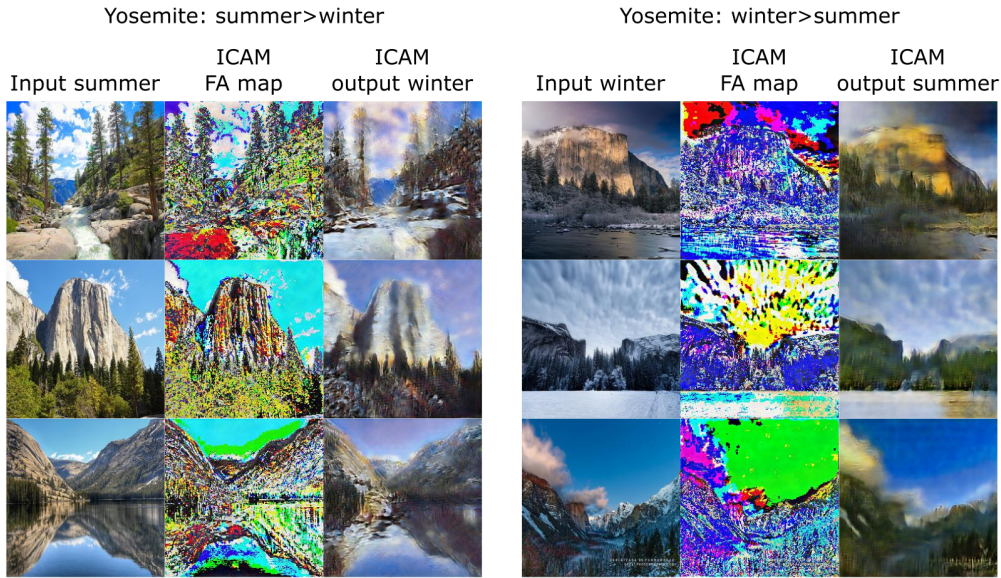 Yosemite: summer>winter
Input summer
ICAM
FA map
ICAM
output winter
Yosemite: winter>summer
Input winter
ICAM
FA map
ICAM
output summer